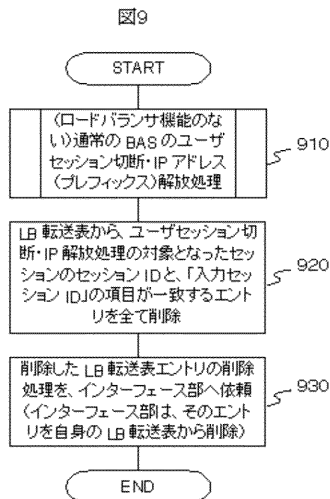 図9
START
(ロードバランサ機能のな
い)通常の BAS のユーザ
セッション切断・IP アドレス
(プレフィックス)解放処理
910
LB 転送表から、ユーザセッション切
断・IP 解放処理の対象となったセッ
ションのセッション IDと、「入力セッ
ション ID」の項目が一致するエント
リを全て削除
920
削除した LB 転送表エントリの削除
処理を、インターフェース部へ依頼
(インターフェース部は、そのエント
リを自身の LB 転送表から削除)
930
END